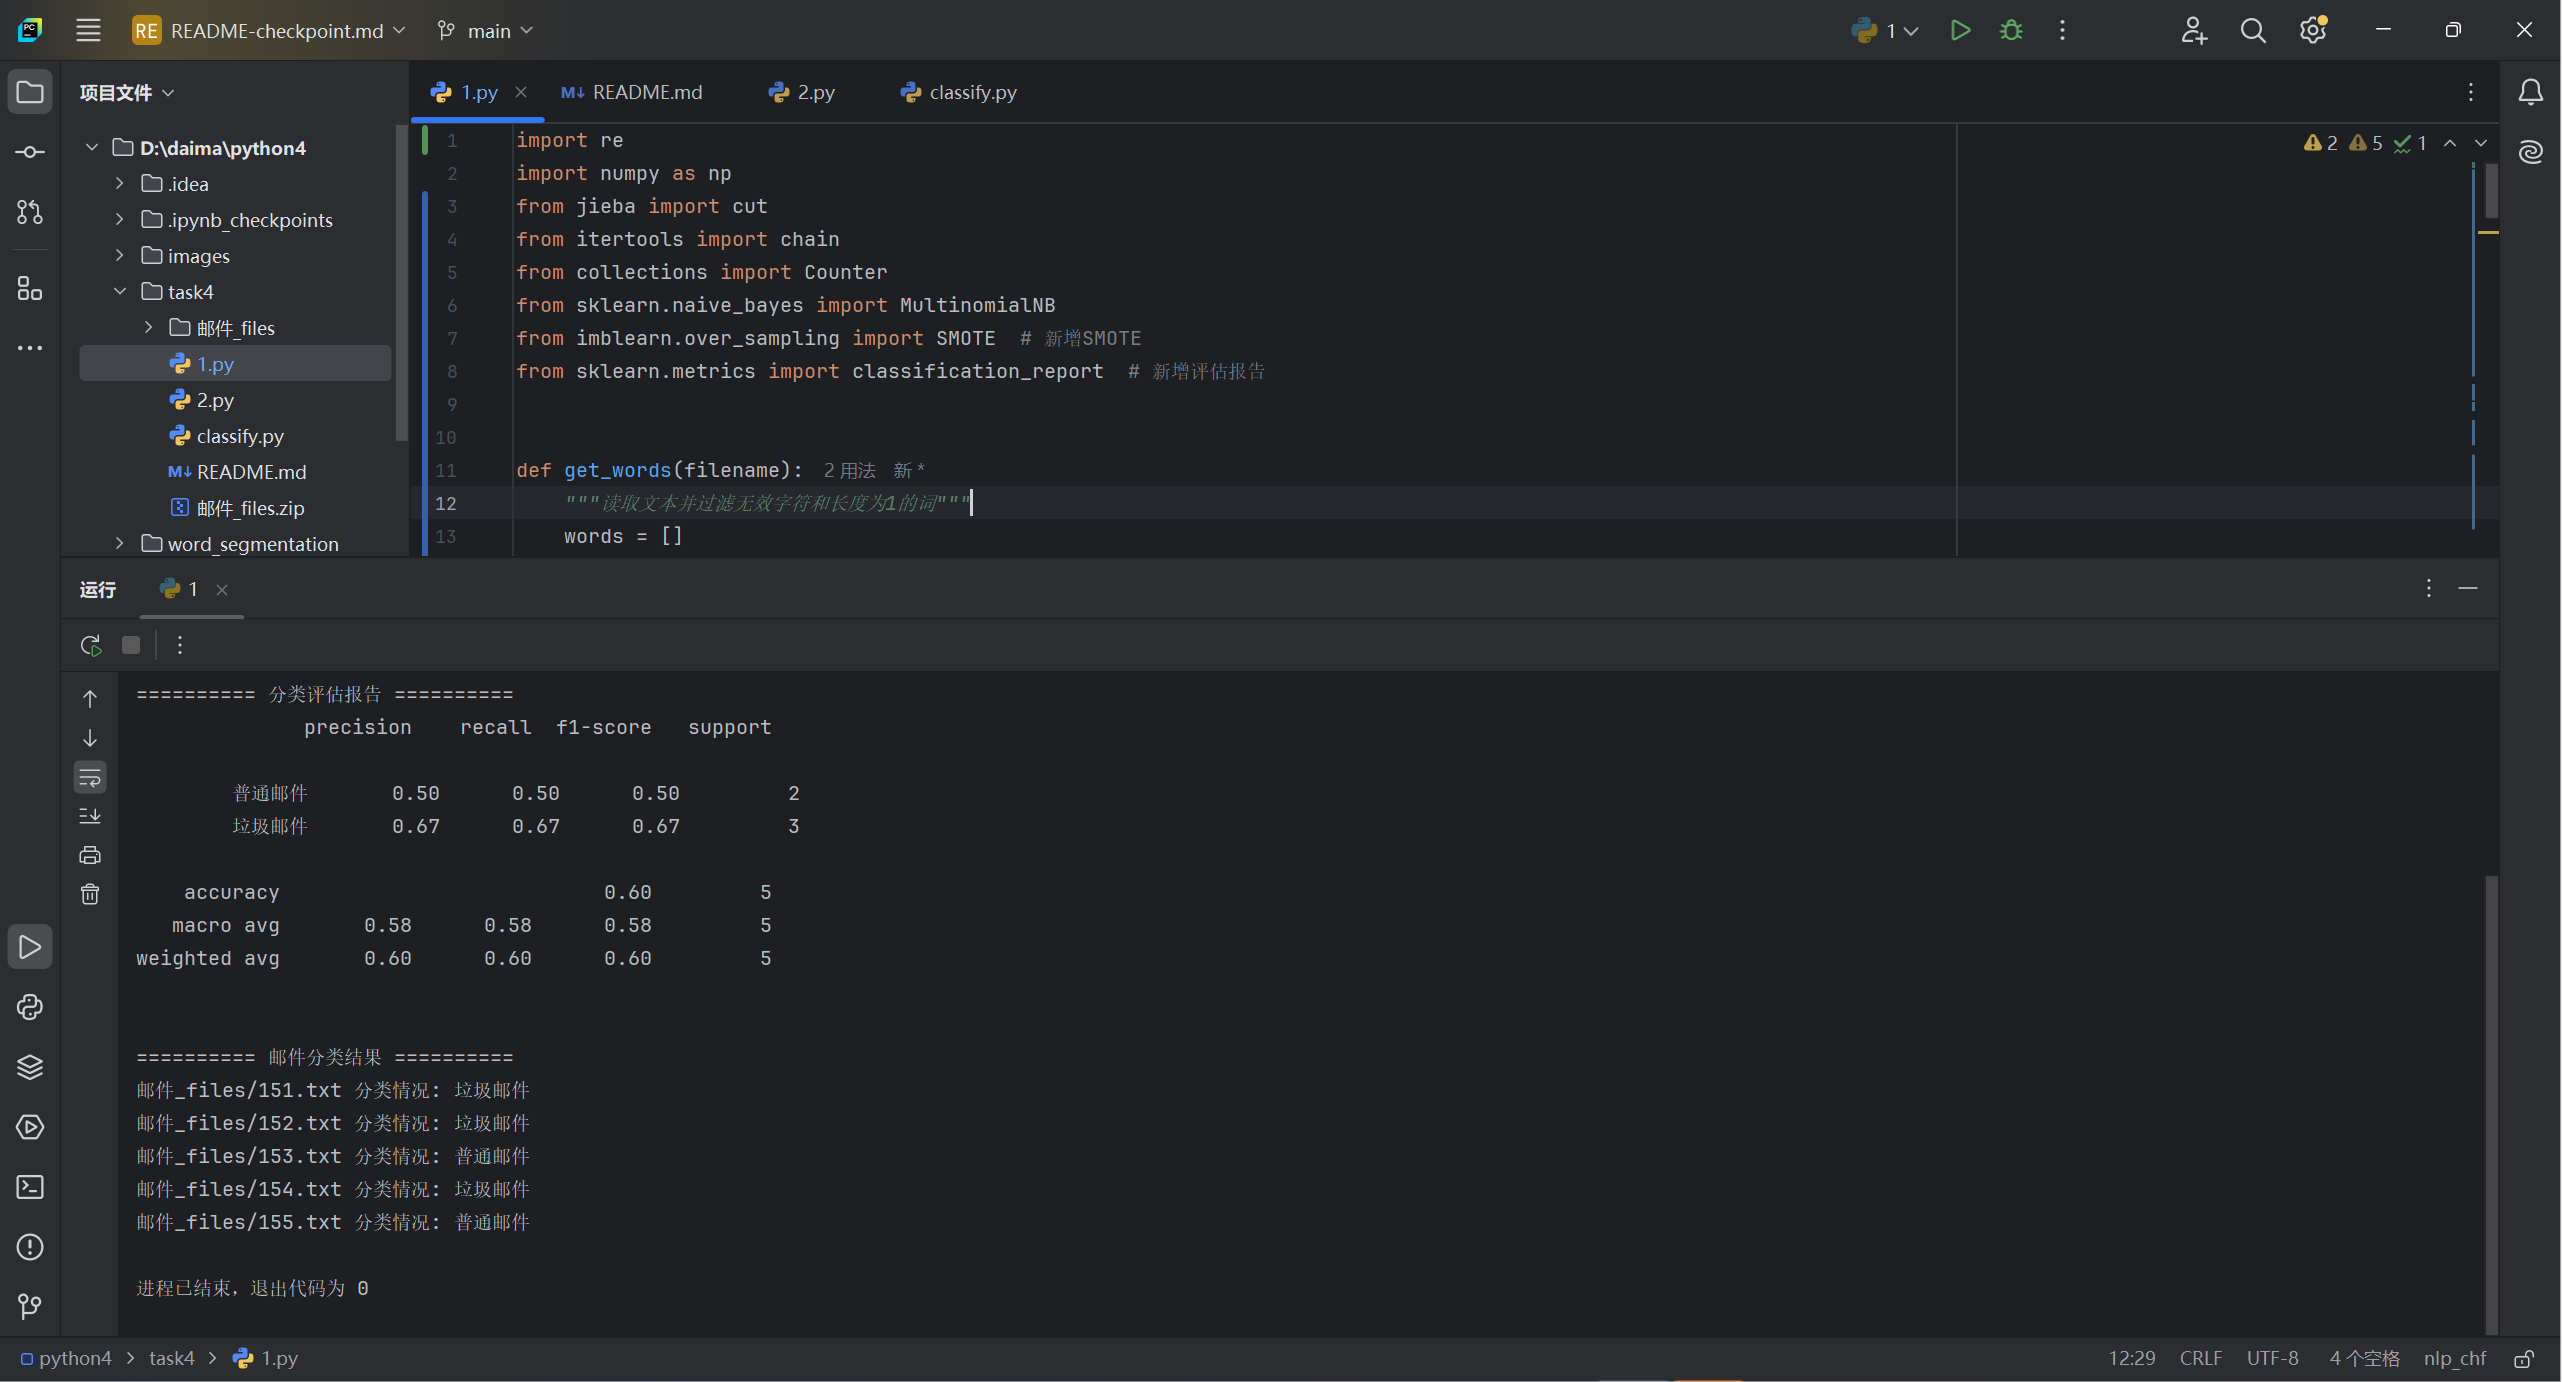 RE README-checkpoint.md main 1
项目文件
D:\daima\python4
.idea
.ipynb_checkpoints
images
task4
邮件_files
1.py
2.py
classify.py
README.md
邮件_files.zip
word_segmentation
1.py README.md 2.py classify.py
2 5 1
1 import re
2 import numpy as np
3 from jieba import cut
4 from itertools import chain
5 from collections import Counter
6 from sklearn.naive_bayes import MultinomialNB
7 from imblearn.over_sampling import SMOTE  # 新增SMOTE
8 from sklearn.metrics import classification_report  # 新增评估报告
9
10
11 def get_words(filename): 2 用法 新 *
12     """读取文本并过滤无效字符和长度为1的词"""
13     words = []
运行 1
========== 分类评估报告 ==========
precision recall f1-score support
普通邮件 0.50 0.50 0.50 2
垃圾邮件 0.67 0.67 0.67 3
accuracy 0.60 5
macro avg 0.58 0.58 0.58 5
weighted avg 0.60 0.60 0.60 5
========== 邮件分类结果 ==========
邮件_files/151.txt 分类情况: 垃圾邮件
邮件_files/152.txt 分类情况: 垃圾邮件
邮件_files/153.txt 分类情况: 普通邮件
邮件_files/154.txt 分类情况: 垃圾邮件
邮件_files/155.txt 分类情况: 普通邮件
进程已结束，退出代码为 0
python4 > task4 > 1.py
12:29 CRLF UTF-8 4 个空格 nlp_chf